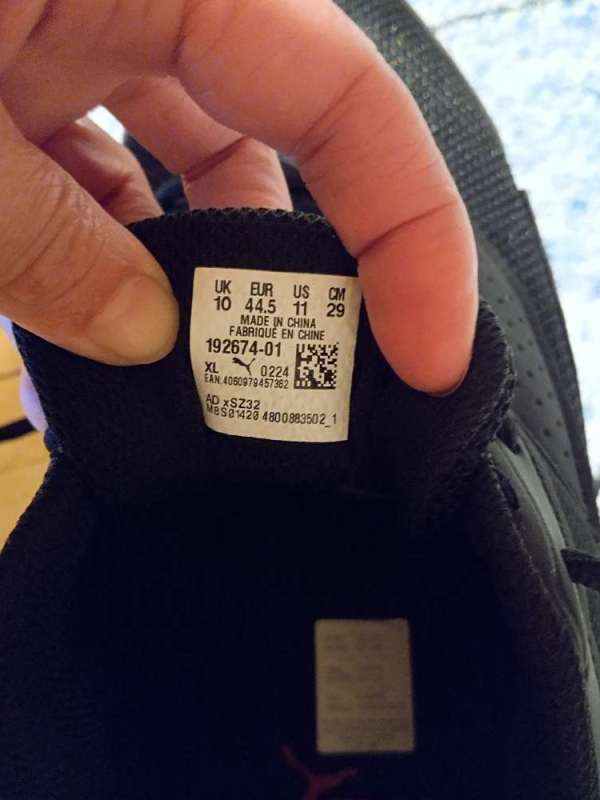 UK EUR US CM
10 44.5 11 29
MADE IN CHINA
FABRIQUÉ EN CHINE
192674-01
XL 0224
EAN:4060979457362
AD xSZ32
MBS01420 4800883502_1